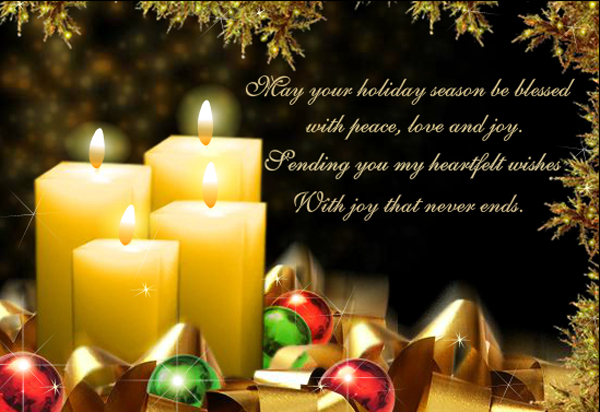 May your holiday season be blessed
with peace, love and joy.
Sending you my heartfelt wishes
With joy that never ends.